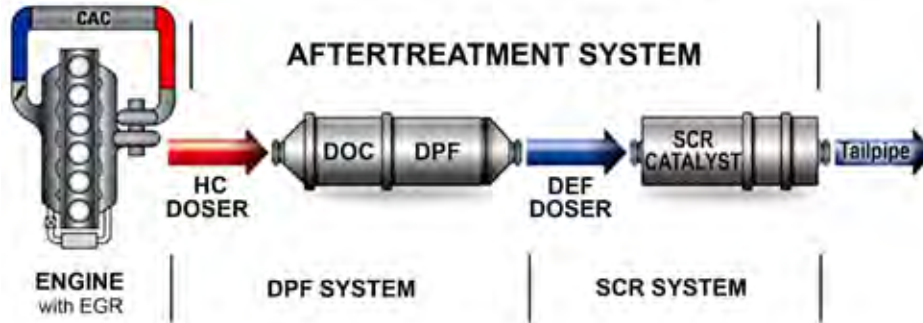 CAC
AFTERTREATMENT SYSTEM
DOC
DPF
SCR
CATALYST
Tailpipe
HC
DOSER
DEF
DOSER
ENGINE
with EGR
DPF SYSTEM
SCR SYSTEM